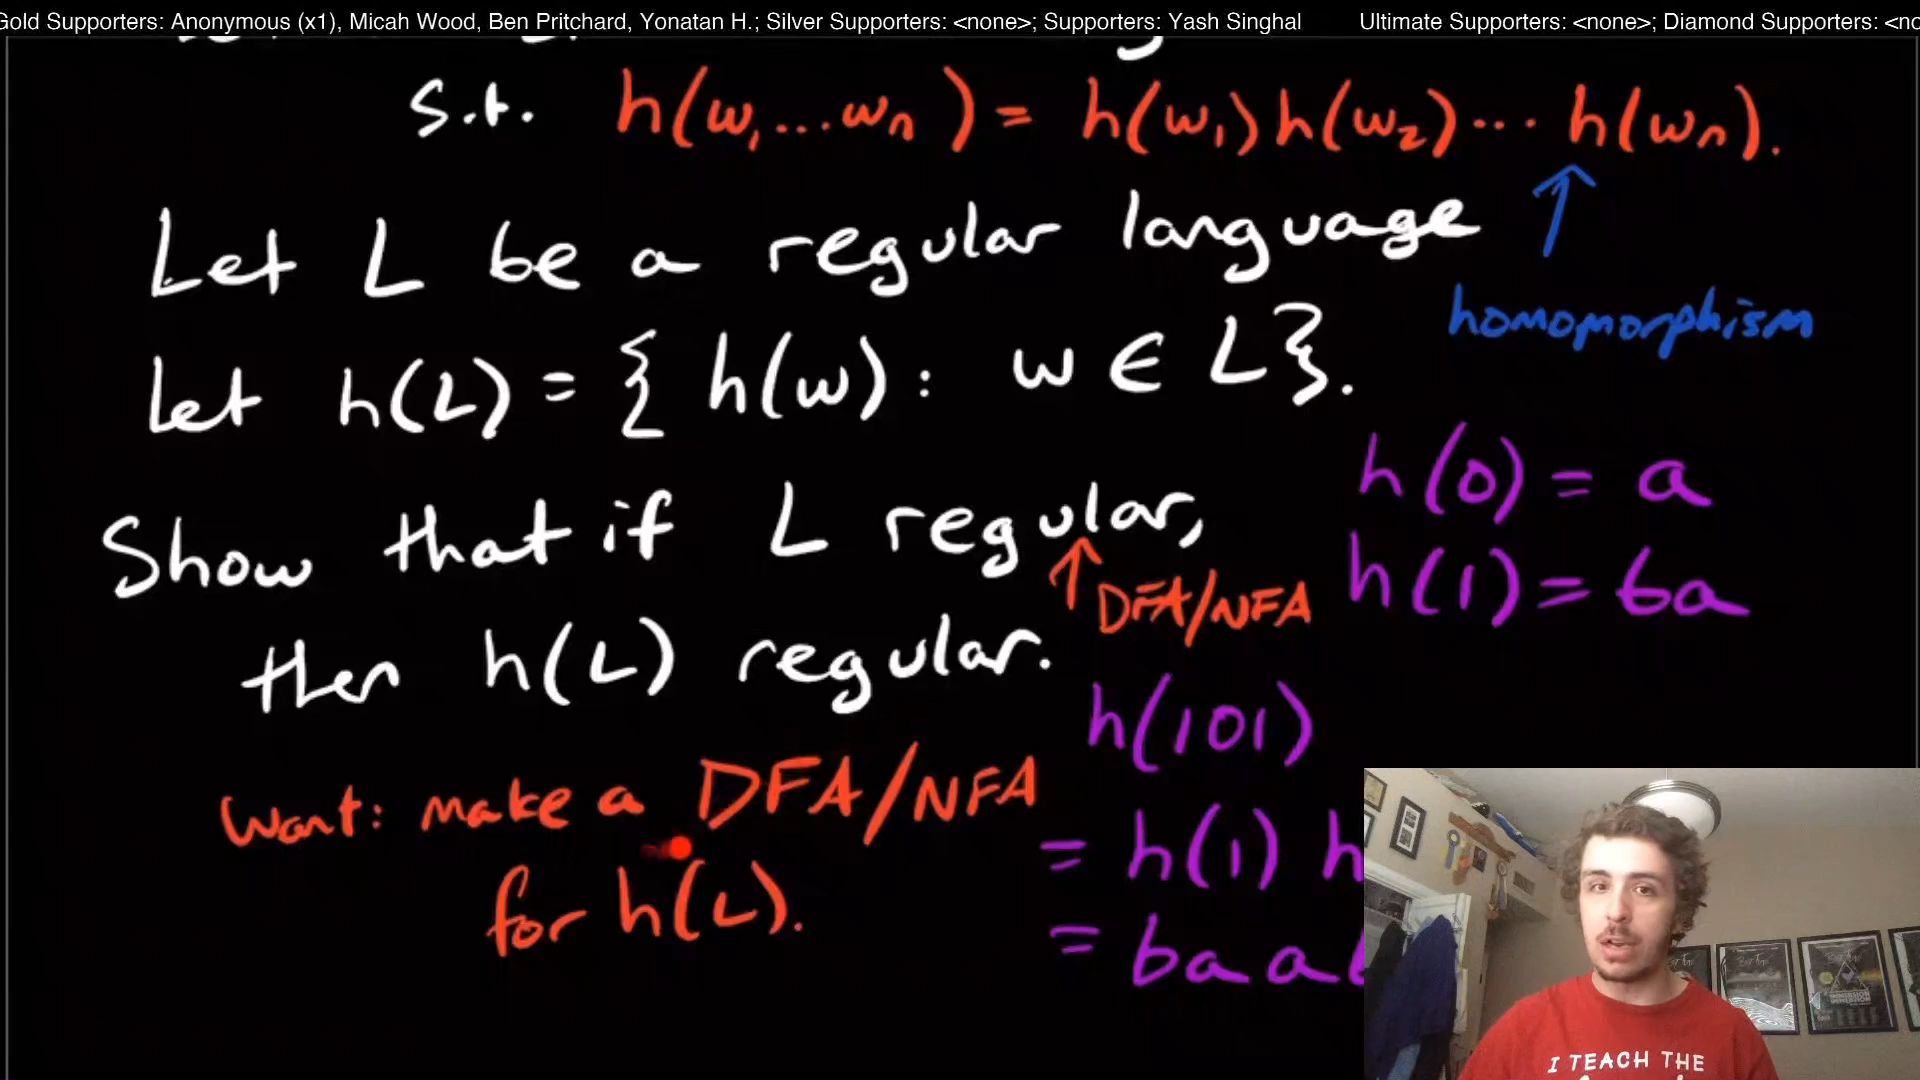 Gold Supporters: Anonymous (x1), Micah Wood, Ben Pritchard, Yonatan H.; Silver Supporters: <none>; Supporters: Yash Singhal Ultimate Supporters: <none>; Diamond Supporters:
s.t. h(w₁...wₙ) = h(w₁)h(w₂)··· h(wₙ).
Let L be a regular language
homomorphism
Let h(L) = { h(w) : w ∈ L}.
h(0) = a
Show that if L regular,
DFA/NFA
h(1) = ba
then h(L) regular.
h(101)
Want: make a DFA/NFA
= h(1) h
for h(L).
= baa
I TEACH THE